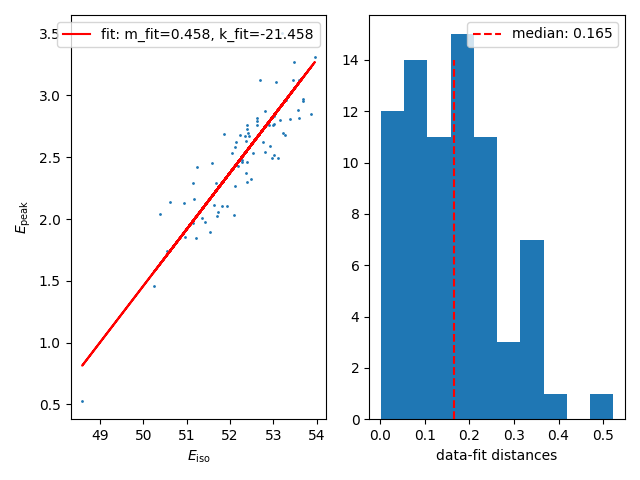 fit: m_fit=0.458, k_fit=-21.458
3.5
3.0
2.5
2.0
1.5
1.0
0.5
E_peak
49 50 51 52 53 54
E_iso
median: 0.165
14
12
10
8
6
4
2
0
0.0 0.1 0.2 0.3 0.4 0.5
data-fit distances